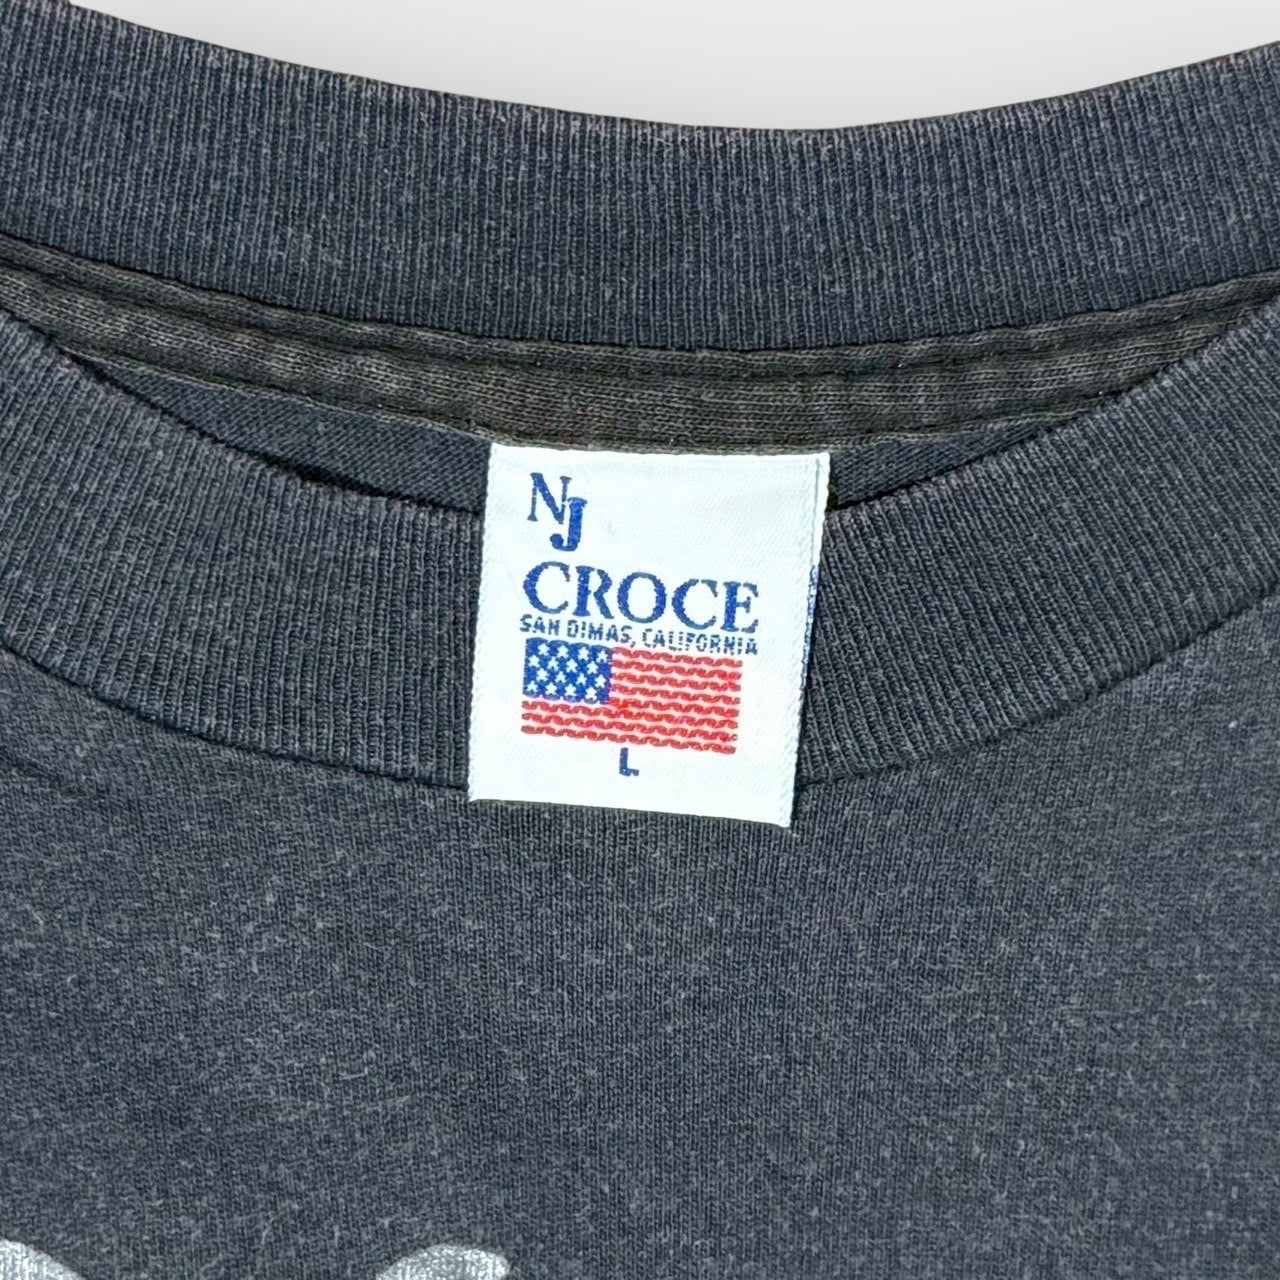 NJ
CROCE
SAN DIMAS, CALIFORNIA
L